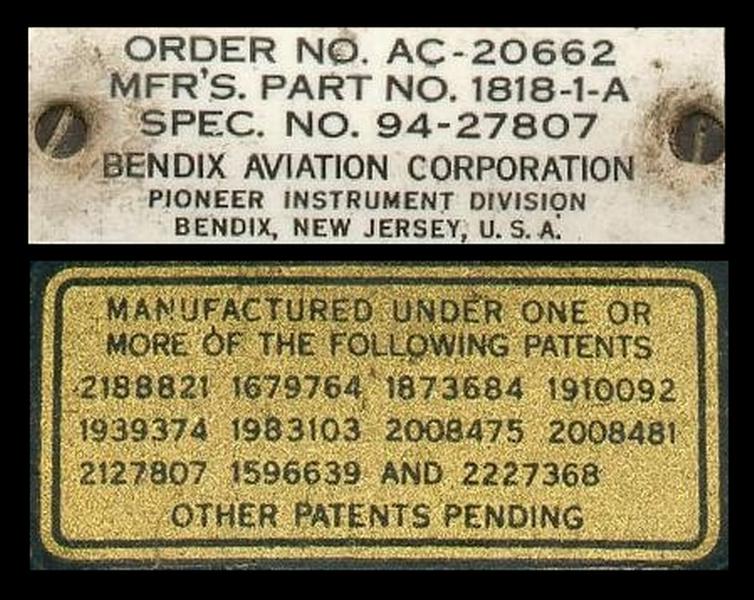 ORDER NO. AC-20662
MFR'S. PART NO. 1818-1-A
SPEC. NO. 94-27807
BENDIX AVIATION CORPORATION
PIONEER INSTRUMENT DIVISION
BENDIX, NEW JERSEY, U. S. A.
MANUFACTURED UNDER ONE OR
MORE OF THE FOLLOWING PATENTS
2188821 1679764 1873684 1910092
1939374 1983103 2008475 2008481
2127807 1596639 AND 2227368
OTHER PATENTS PENDING